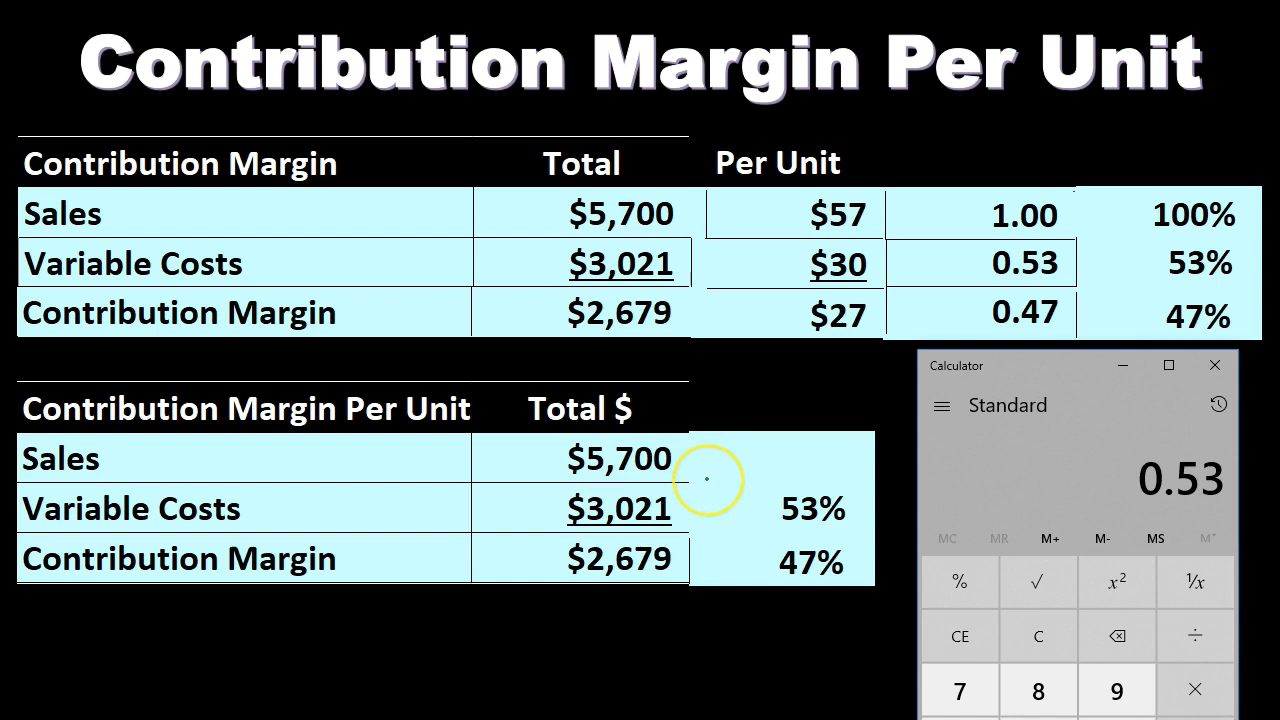 Contribution Margin Per Unit
Contribution Margin Total Per Unit
Sales $5,700 $57 1.00 100%
Variable Costs $3,021 $30 0.53 53%
Contribution Margin $2,679 $27 0.47 47%
Contribution Margin Per Unit Total $
Sales $5,700
Variable Costs $3,021 53%
Contribution Margin $2,679 47%
Calculator
Standard
0.53
MC MR M+ M- MS M˅
% √ x² ¹/x
CE C ⌫ ÷
7 8 9 ×